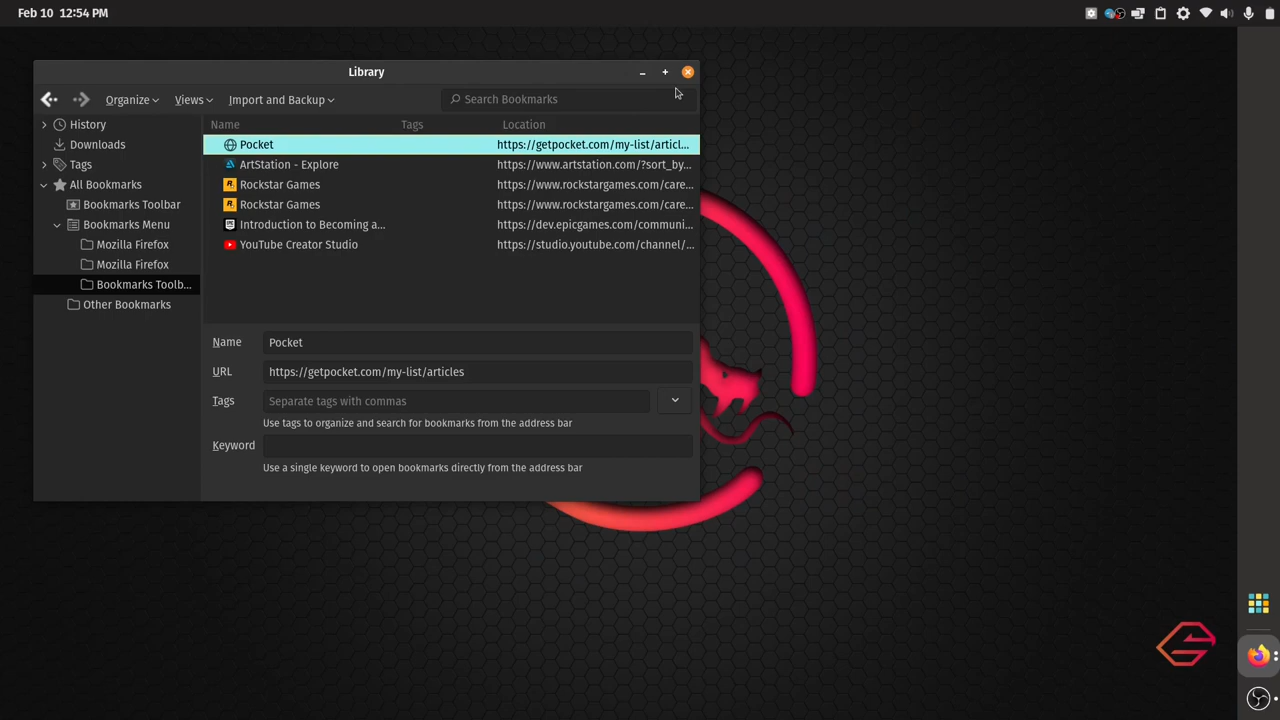 Feb 10 12:54 PM
Library
Organize Views Import and Backup Search Bookmarks
History
Downloads
Tags
All Bookmarks
Bookmarks Toolbar
Bookmarks Menu
Mozilla Firefox
Mozilla Firefox
Bookmarks Toolb...
Other Bookmarks
Name Tags Location
Pocket https://getpocket.com/my-list/articl...
ArtStation - Explore https://www.artstation.com/?sort_by...
Rockstar Games https://www.rockstargames.com/care...
Rockstar Games https://www.rockstargames.com/care...
Introduction to Becoming a... https://dev.epicgames.com/communi...
YouTube Creator Studio https://studio.youtube.com/channel/...
Name Pocket
URL https://getpocket.com/my-list/articles
Tags Separate tags with commas
Use tags to organize and search for bookmarks from the address bar
Keyword
Use a single keyword to open bookmarks directly from the address bar